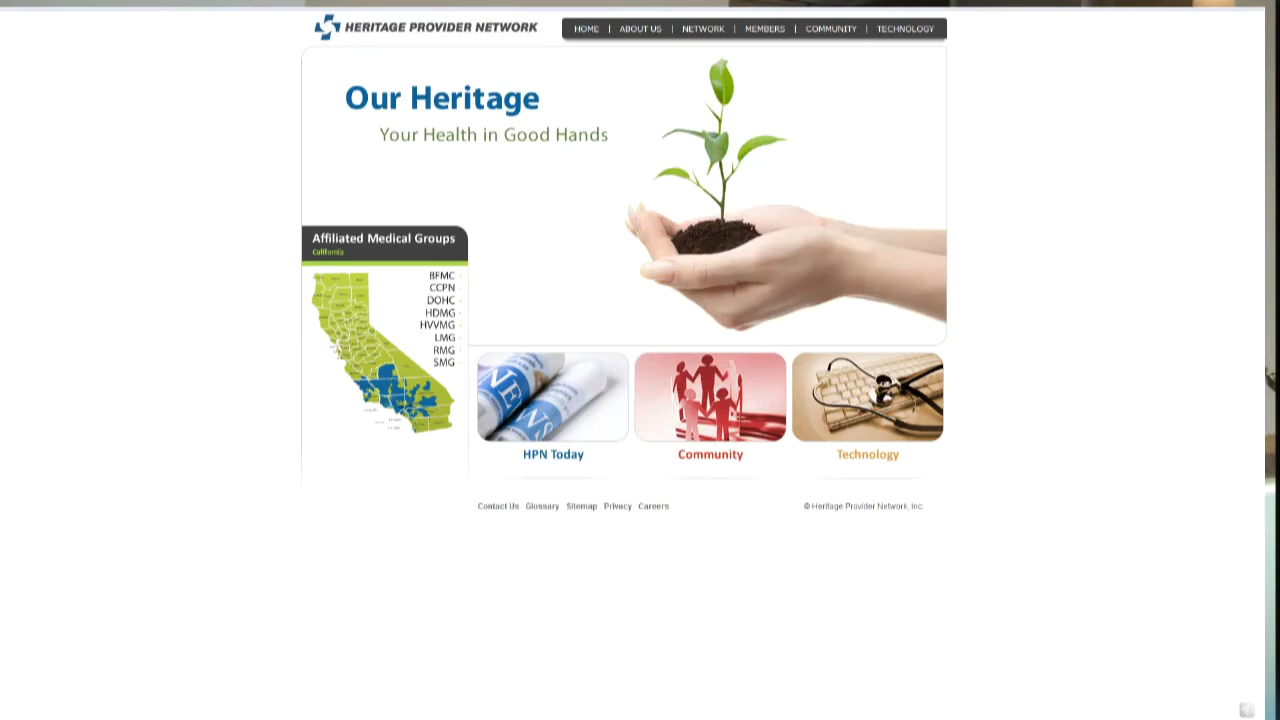 HERITAGE PROVIDER NETWORK
HOME | ABOUT US | NETWORK | MEMBERS | COMMUNITY | TECHNOLOGY
Our Heritage
Your Health in Good Hands
Affiliated Medical Groups
California
BFMC
CCPN
DOHC
HDMG
HVVMG
LMG
RMG
SMG
NEWS
NEWS
HPN Today
Community
Technology
Contact Us Glossary Sitemap Privacy Careers
© Heritage Provider Network, Inc.